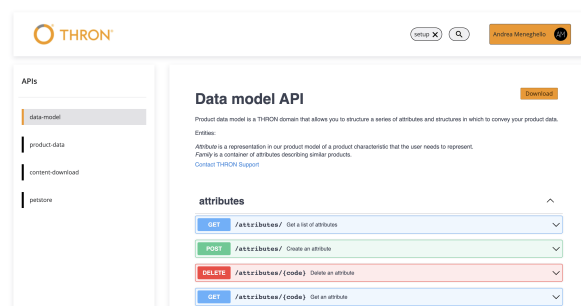 THRON
setup X
Andrea Meneghello AM
APIs
data-model
product-data
content-download
petstore
Data model API
Download
Product data model is a THRON domain that allows you to structure a series of attributes and structures in which to convey your product data.
Entities:
Attribute is a representation in our product model of a product characteristic that the user needs to represent.
Family is a container of attributes describing similar products.
Contact THRON Support
attributes
GET /attributes/ Get a list of attributes
POST /attributes/ Create an attribute
DELETE /attributes/{code} Delete an attribute
GET /attributes/{code} Get an attribute